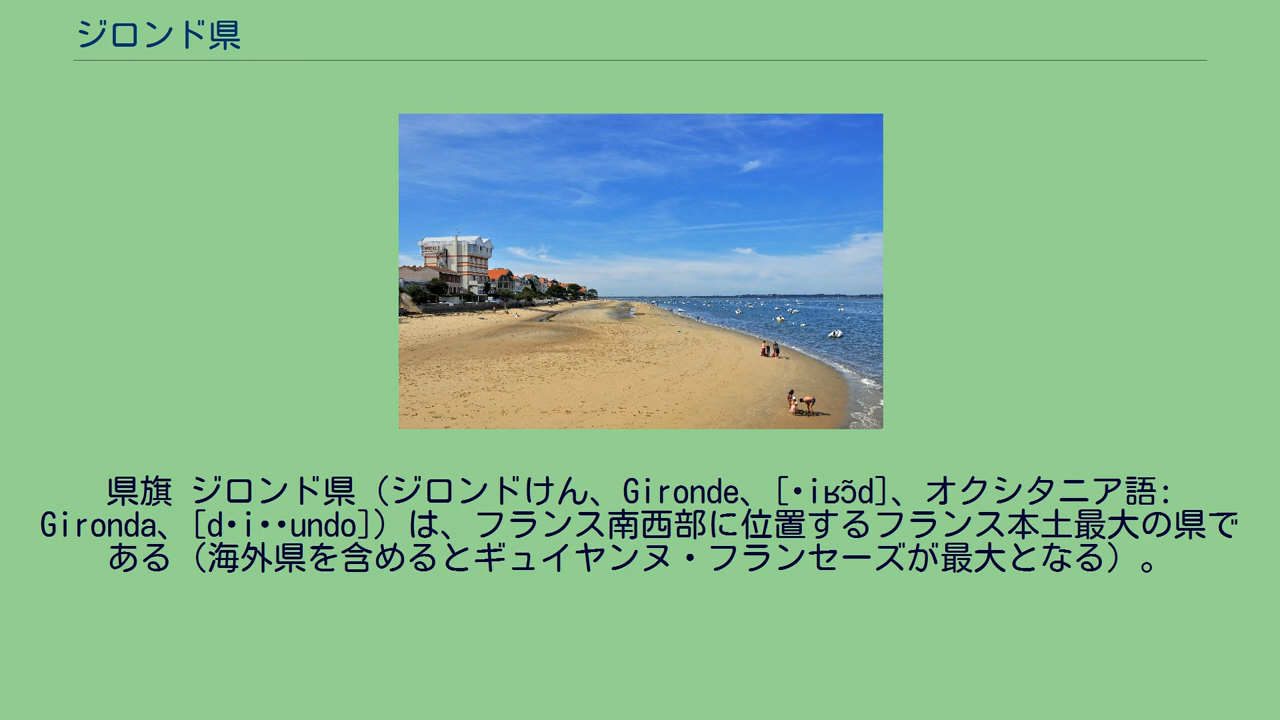 ジロンド県
県旗 ジロンド県（ジロンドけん、Gironde、[・iʁɔ̃d]、オクシタニア語:
Gironda、[d・i・・undo]）は、フランス南西部に位置するフランス本土最大の県で
ある（海外県を含めるとギュイヤンヌ・フランセーズが最大となる）。